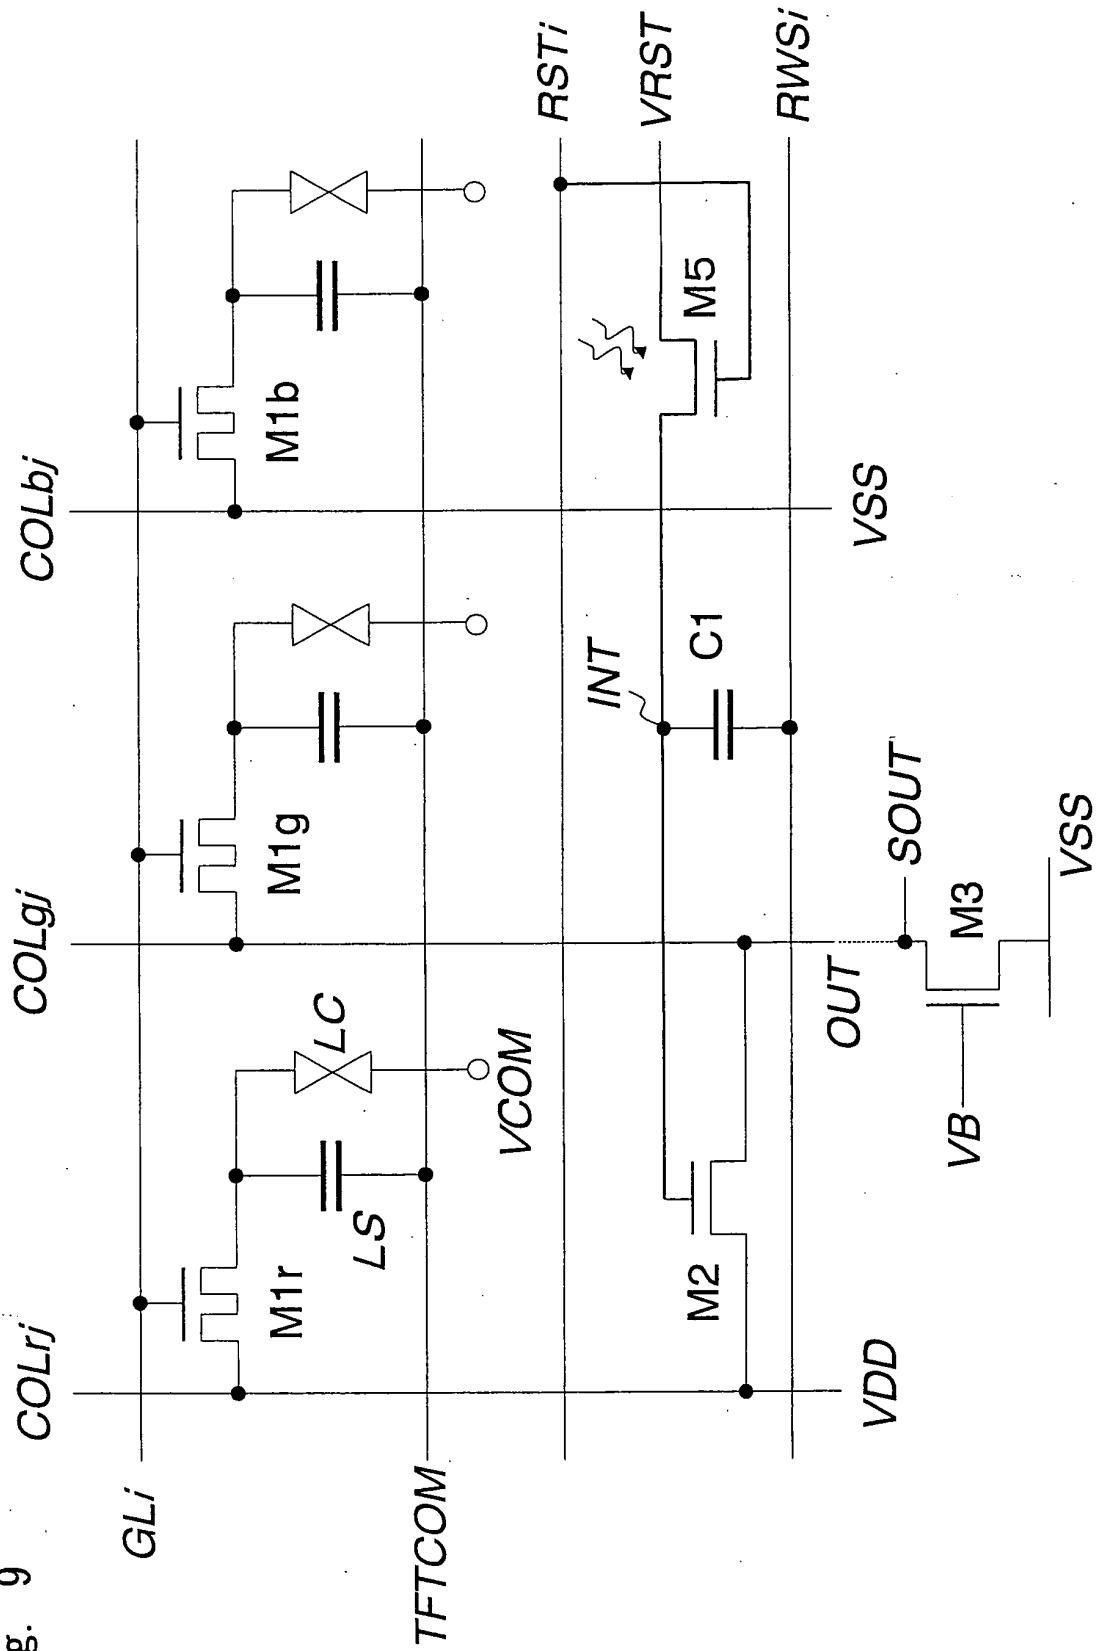 g. 9
COLrj
COLgj
COLbj
GLi
M1r
M1g
M1b
LS
LC
TFTCOM
VCOM
RSTi
INT
VRST
M2
C1
M5
RWSi
VDD
OUT
SOUT
VSS
VB
M3
VSS